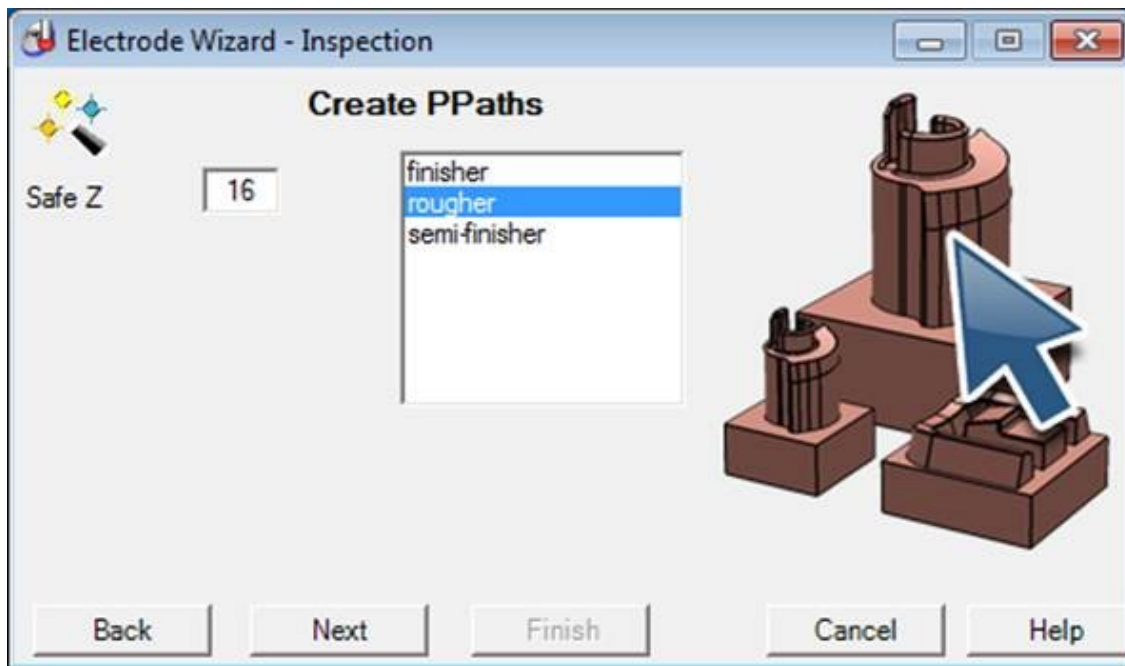 Electrode Wizard - Inspection
Create PPaths
Safe Z 16
finisher
rougher
semi-finisher
Back Next Finish Cancel Help